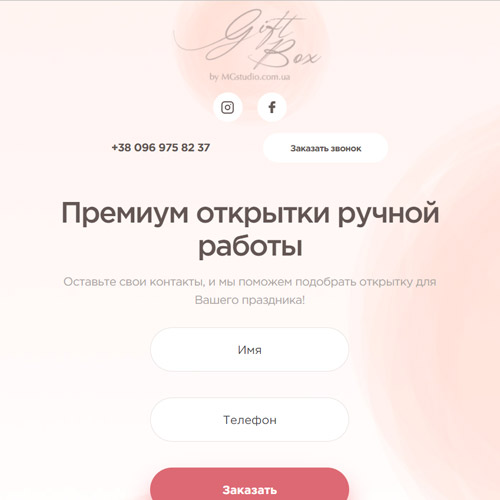 Gift
Box
by MGstudio.com.ua
+38 096 975 82 37
Заказать звонок
Премиум открытки ручной
работы
Оставьте свои контакты, и мы поможем подобрать открытку для
Вашего праздника!
Имя
Телефон
Заказать